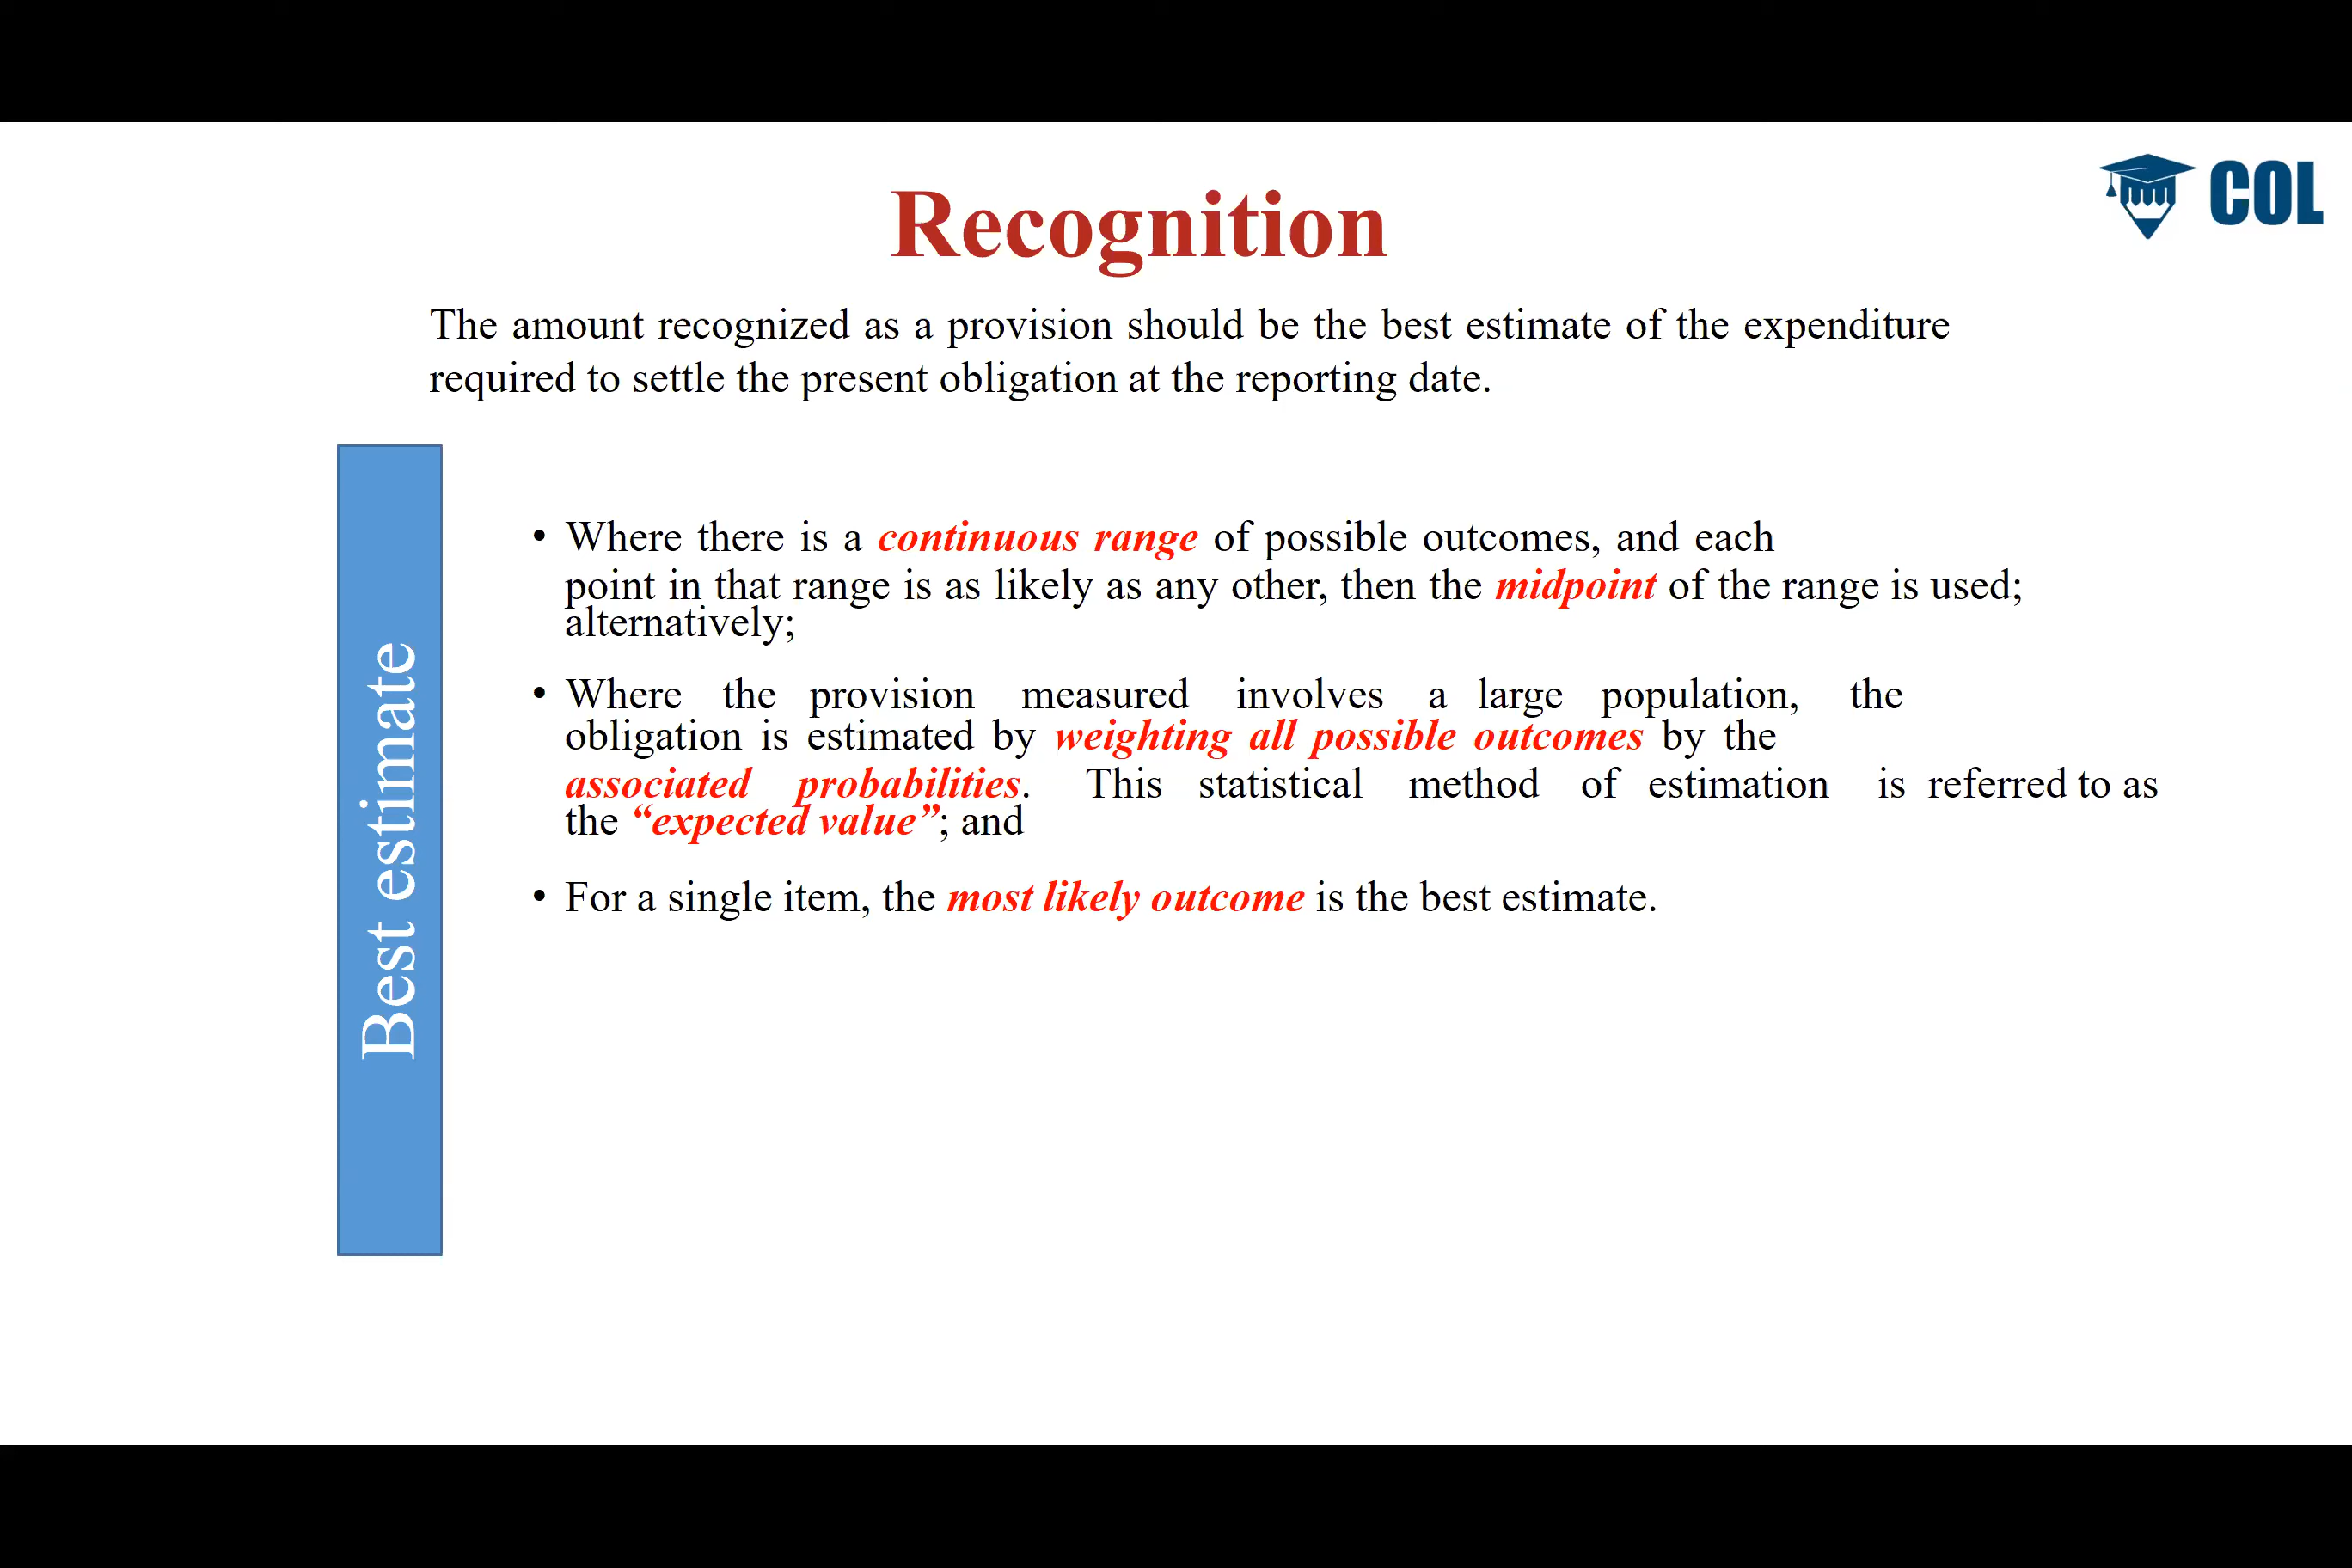 COL
Recognition
The amount recognized as a provision should be the best estimate of the expenditure
required to settle the present obligation at the reporting date.
Best estimate
• Where there is a continuous range of possible outcomes, and each
point in that range is as likely as any other, then the midpoint of the range is used;
alternatively;
• Where the provision measured involves a large population, the
obligation is estimated by weighting all possible outcomes by the
associated probabilities. This statistical method of estimation is referred to as
the “expected value”; and
• For a single item, the most likely outcome is the best estimate.